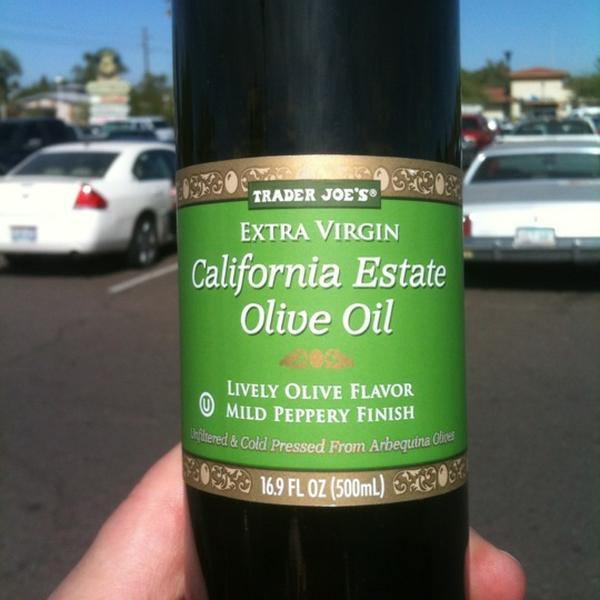 TRADER JOE'S®
EXTRA VIRGIN
California Estate
Olive Oil
LIVELY OLIVE FLAVOR
U MILD PEPPERY FINISH
Unfiltered & Cold Pressed From Arbequina Olives
16.9 FL OZ (500mL)